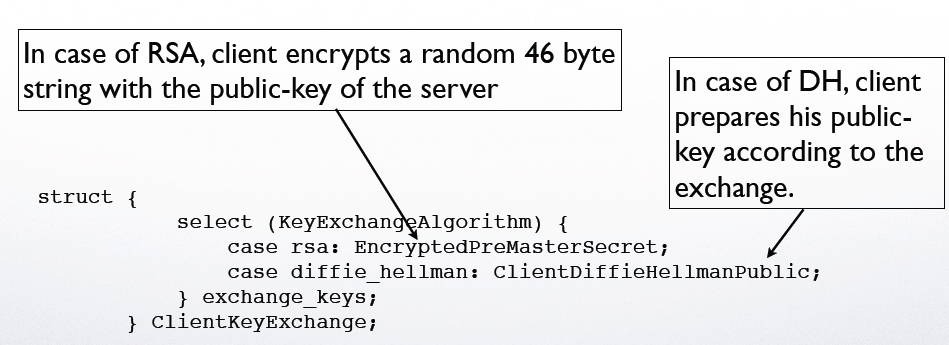 In case of RSA, client encrypts a random 46 byte
string with the public-key of the server
In case of DH, client
prepares his public-
key according to the
exchange.
struct {
select (KeyExchangeAlgorithm) {
case rsa: EncryptedPreMasterSecret;
case diffie_hellman: ClientDiffieHellmanPublic;
} exchange_keys;
} ClientKeyExchange;